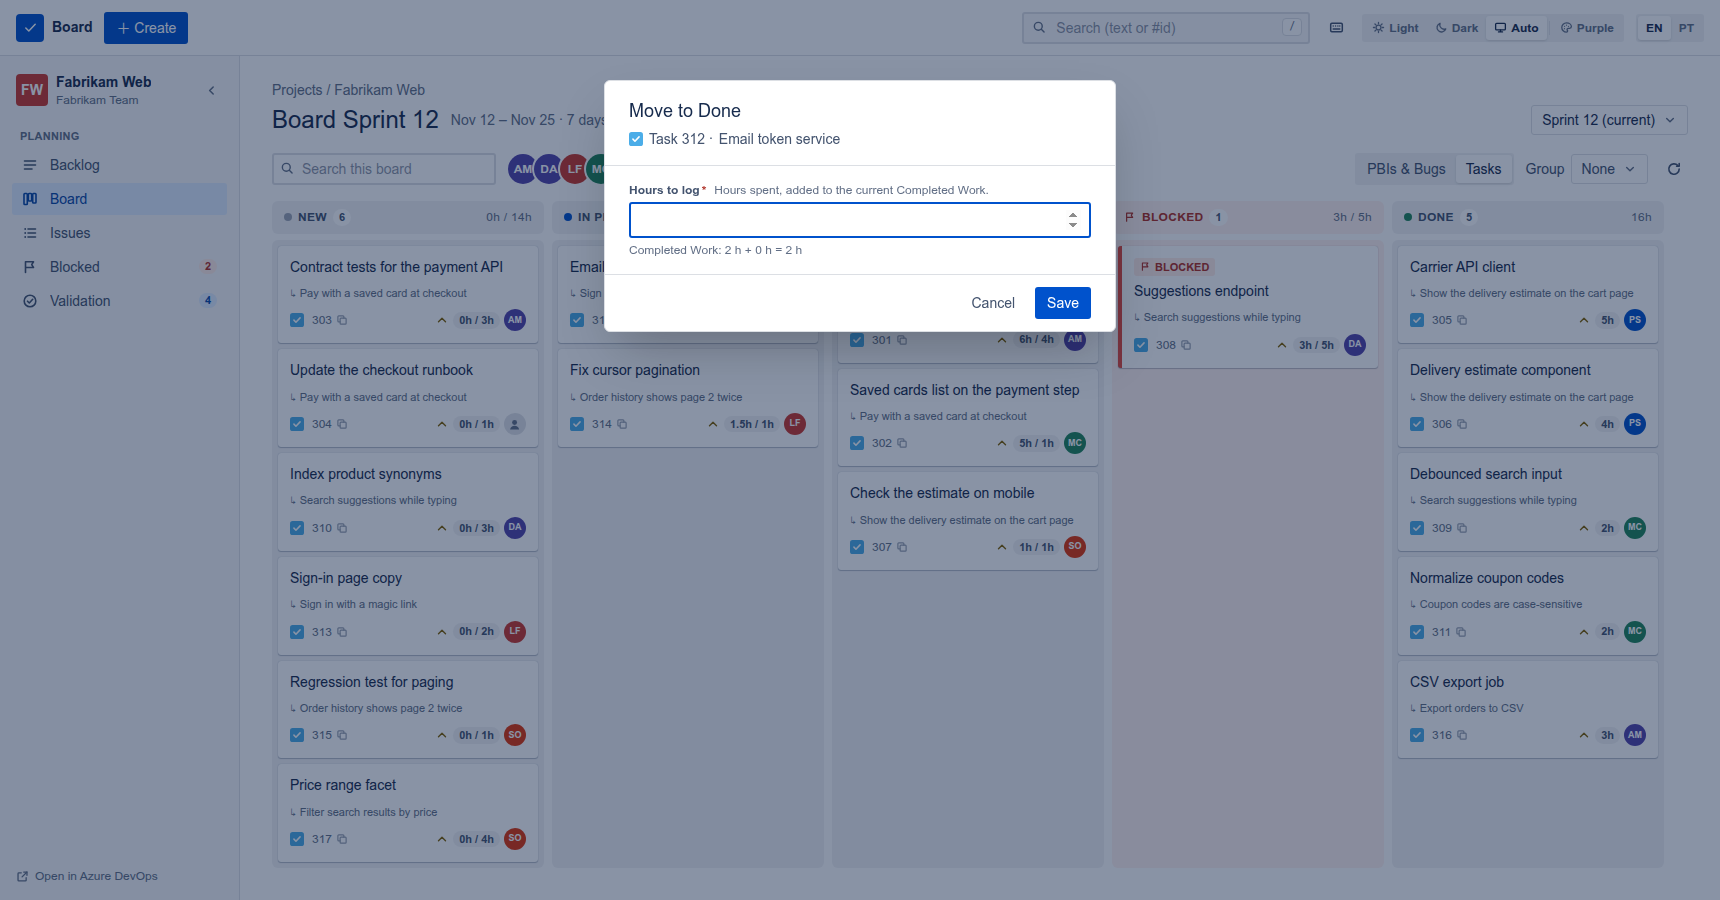 Board
Create
Search (text or #id)
/
Light
Dark
Auto
Purple
EN
PT
FW
Fabrikam Web
Fabrikam Team
PLANNING
Backlog
Board
Issues
Blocked
2
Validation
4
Open in Azure DevOps
Projects / Fabrikam Web
Board Sprint 12
Nov 12 – Nov 25 · 7 days
Sprint 12 (current)
Search this board
AM
DA
LF
PBIs & Bugs
Tasks
Group
None
Move to Done
Task 312 · Email token service
Hours to log * Hours spent, added to the current Completed Work.
Completed Work: 2 h + 0 h = 2 h
Cancel
Save
NEW 6
0h / 14h
Contract tests for the payment API
↳ Pay with a saved card at checkout
303
0h / 3h
AM
Update the checkout runbook
↳ Pay with a saved card at checkout
304
0h / 1h
Index product synonyms
↳ Search suggestions while typing
310
0h / 3h
DA
Sign-in page copy
↳ Sign in with a magic link
313
0h / 2h
LF
Regression test for paging
↳ Order history shows page 2 twice
315
0h / 1h
SO
Price range facet
↳ Filter search results by price
317
0h / 4h
SO
IN
Email
↳ Sign
Fix cursor pagination
↳ Order history shows page 2 twice
314
1.5h / 1h
LF
301
6h / 4h
AM
Saved cards list on the payment step
↳ Pay with a saved card at checkout
302
5h / 1h
MC
Check the estimate on mobile
↳ Show the delivery estimate on the cart page
307
1h / 1h
SO
BLOCKED 1
3h / 5h
BLOCKED
Suggestions endpoint
↳ Search suggestions while typing
308
3h / 5h
DA
DONE 5
16h
Carrier API client
↳ Show the delivery estimate on the cart page
305
5h
PS
Delivery estimate component
↳ Show the delivery estimate on the cart page
306
4h
PS
Debounced search input
↳ Search suggestions while typing
309
2h
MC
Normalize coupon codes
↳ Coupon codes are case-sensitive
311
2h
MC
CSV export job
↳ Export orders to CSV
316
3h
AM